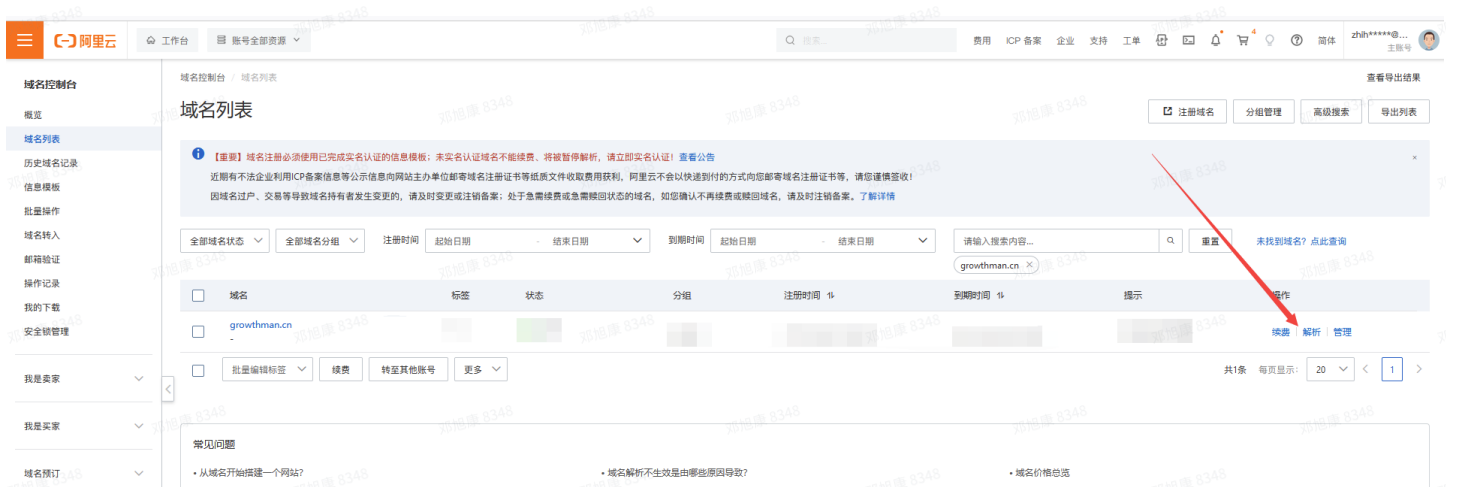 阿里云 工作台 账号全部资源 搜索... 费用 ICP 备案 企业 支持 工单 4 简体 zhih*****@...
主账号
域名控制台
概览
域名列表
历史域名记录
信息模板
批量操作
域名转入
邮箱验证
操作记录
我的下载
安全锁管理
我是卖家
我是买家
域名预订
域名控制台 / 域名列表 查看导出结果
域名列表 注册域名 分组管理 高级搜索 导出列表
【重要】域名注册必须使用已完成实名认证的信息模板；未实名认证域名不能续费、将被暂停解析，请立即实名认证！查看公告
近期有不法企业利用ICP备案信息等公示信息向网站主办单位邮寄域名注册证书等纸质文件收取费用获利，阿里云不会以快递到付的方式向您邮寄域名注册证书等，请您谨慎签收！
因域名过户、交易等导致域名持有者发生变更的，请及时变更或注销备案；处于急需续费或急需赎回状态的域名，如您确认不再续费或赎回域名，请及时注销备案。了解详情
全部域名状态 全部域名分组 注册时间 起始日期 - 结束日期 到期时间 起始日期 - 结束日期 请输入搜索内容... 重置 未找到域名？点此查询
growthman.cn ×
域名 标签 状态 分组 注册时间 到期时间 提示 操作
growthman.cn
-
续费 解析 管理
批量编辑标签 续费 转至其他账号 更多 共1条 每页显示： 20 < 1 >
常见问题
• 从域名开始搭建一个网站？ • 域名解析不生效是由哪些原因导致？ • 域名价格总览
邓旭康 8348